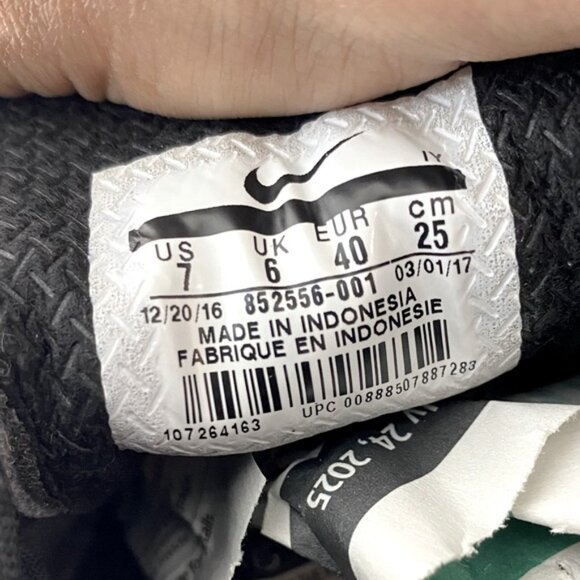 IY
US UK EUR cm
7 6 40 25
12/20/16 852556-001 03/01/17
MADE IN INDONESIA
FABRIQUE EN INDONESIE
107264163 UPC 00888507887283
24, 2025